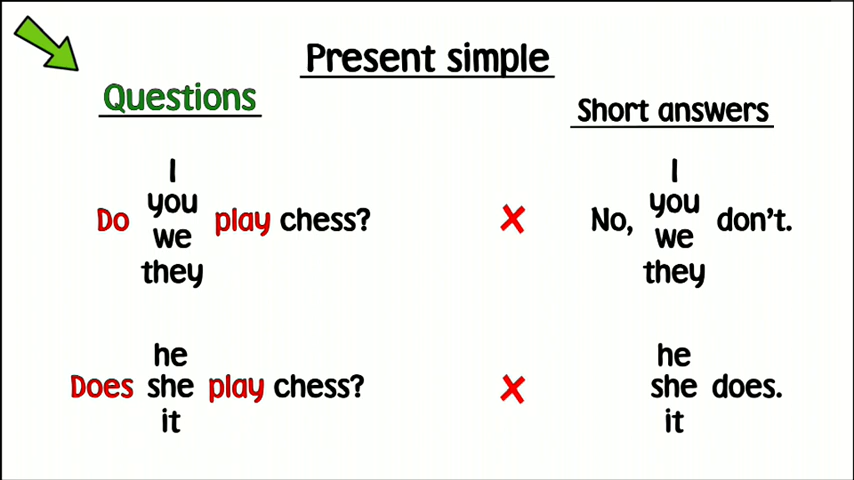 Present simple
Questions
Short answers
I
you
we
they
Do play chess?
✗
I
you
we
they
No, don't.
he
she
it
Does play chess?
✗
he
she
it
does.